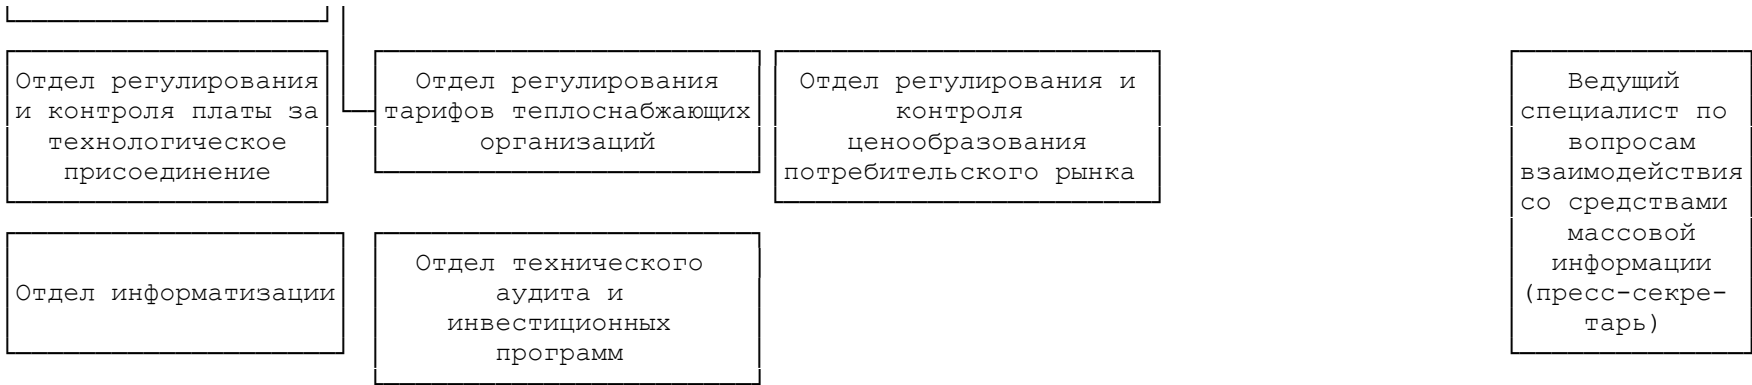 Отдел регулирования
и контроля платы за
технологическое
присоединение
Отдел регулирования
тарифов теплоснабжающих
организаций
Отдел регулирования и
контроля
ценообразования
потребительского рынка
Ведущий
специалист по
вопросам
взаимодействия
со средствами
массовой
информации
(пресс-секре-
тарь)
Отдел информатизации
Отдел технического
аудита и
инвестиционных
программ